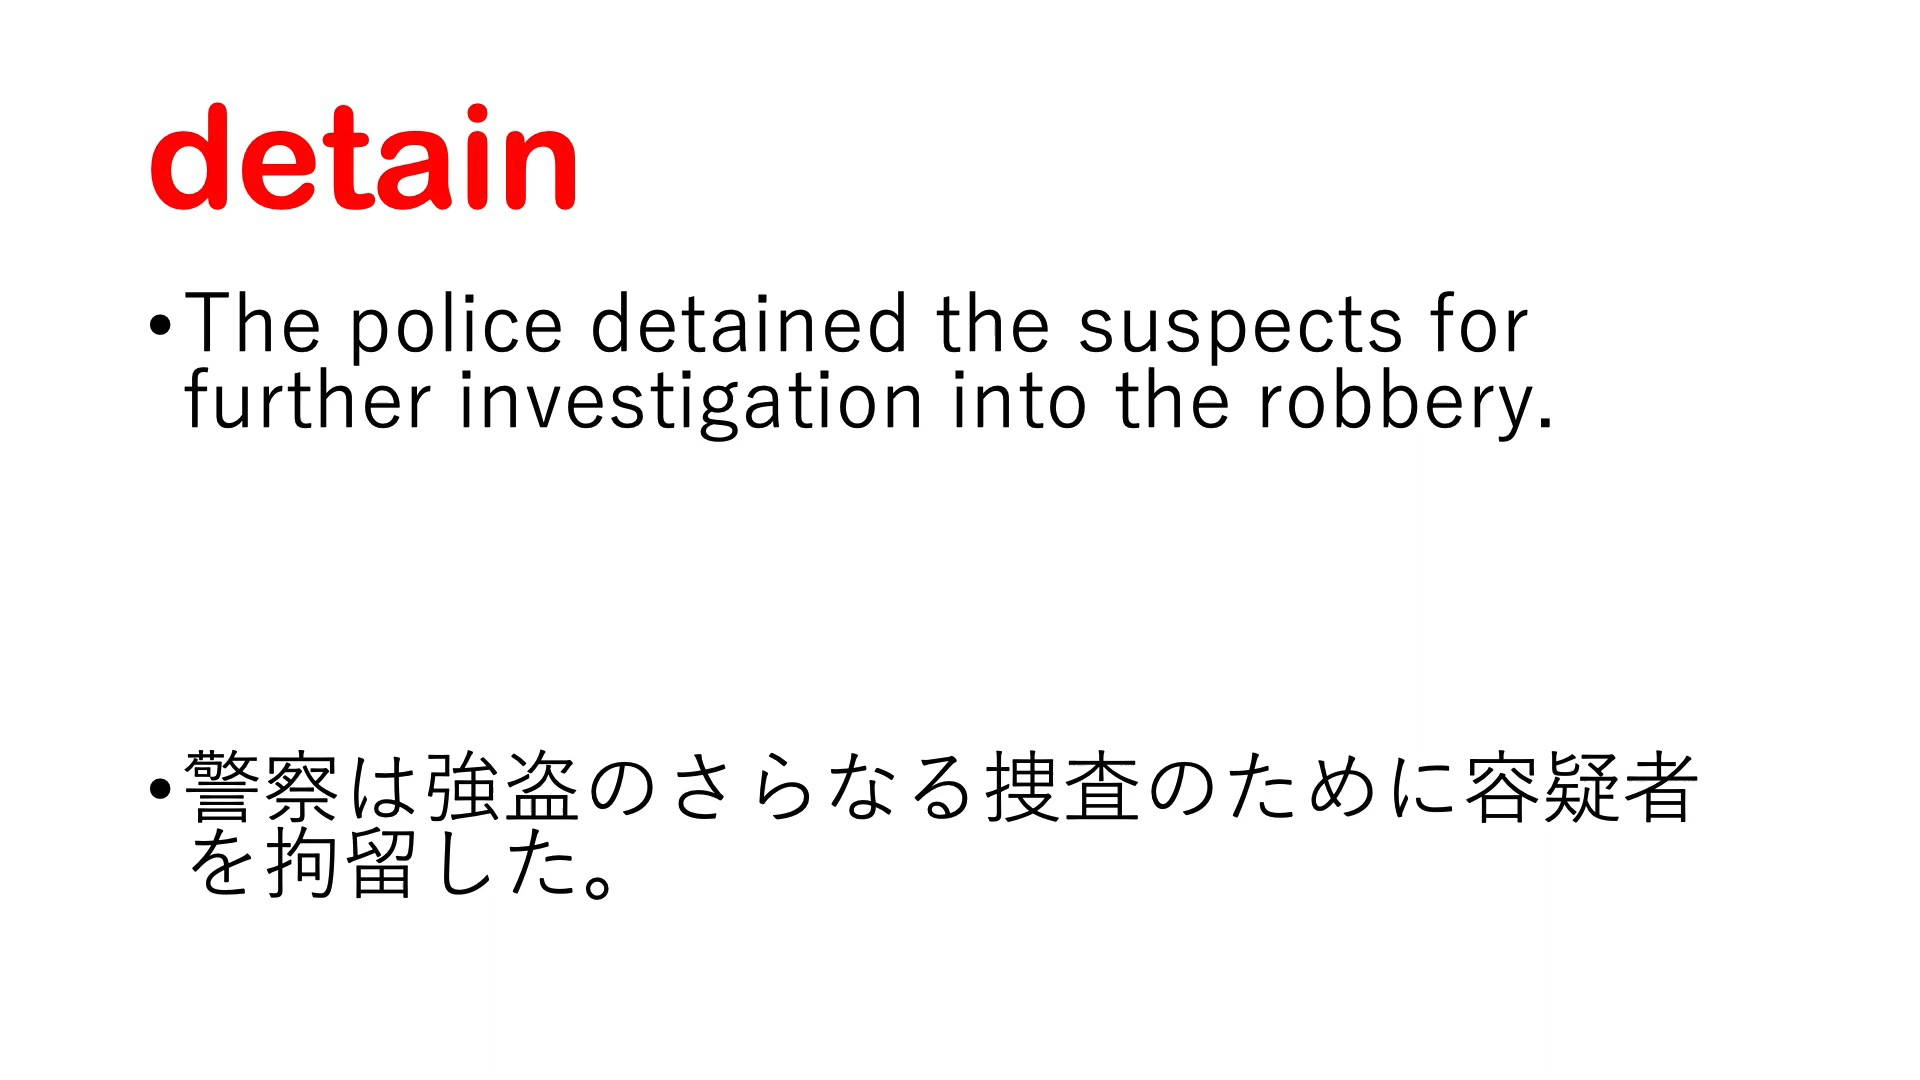 detain
•The police detained the suspects for
further investigation into the robbery.
•警察は強盗のさらなる捜査のために容疑者
を拘留した。